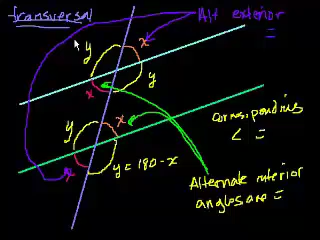 transversal
Alt exterior
=
y
x
y
x
y
x
x
y = 180 - x
corresponding
< =
Alternate interior
angles are =